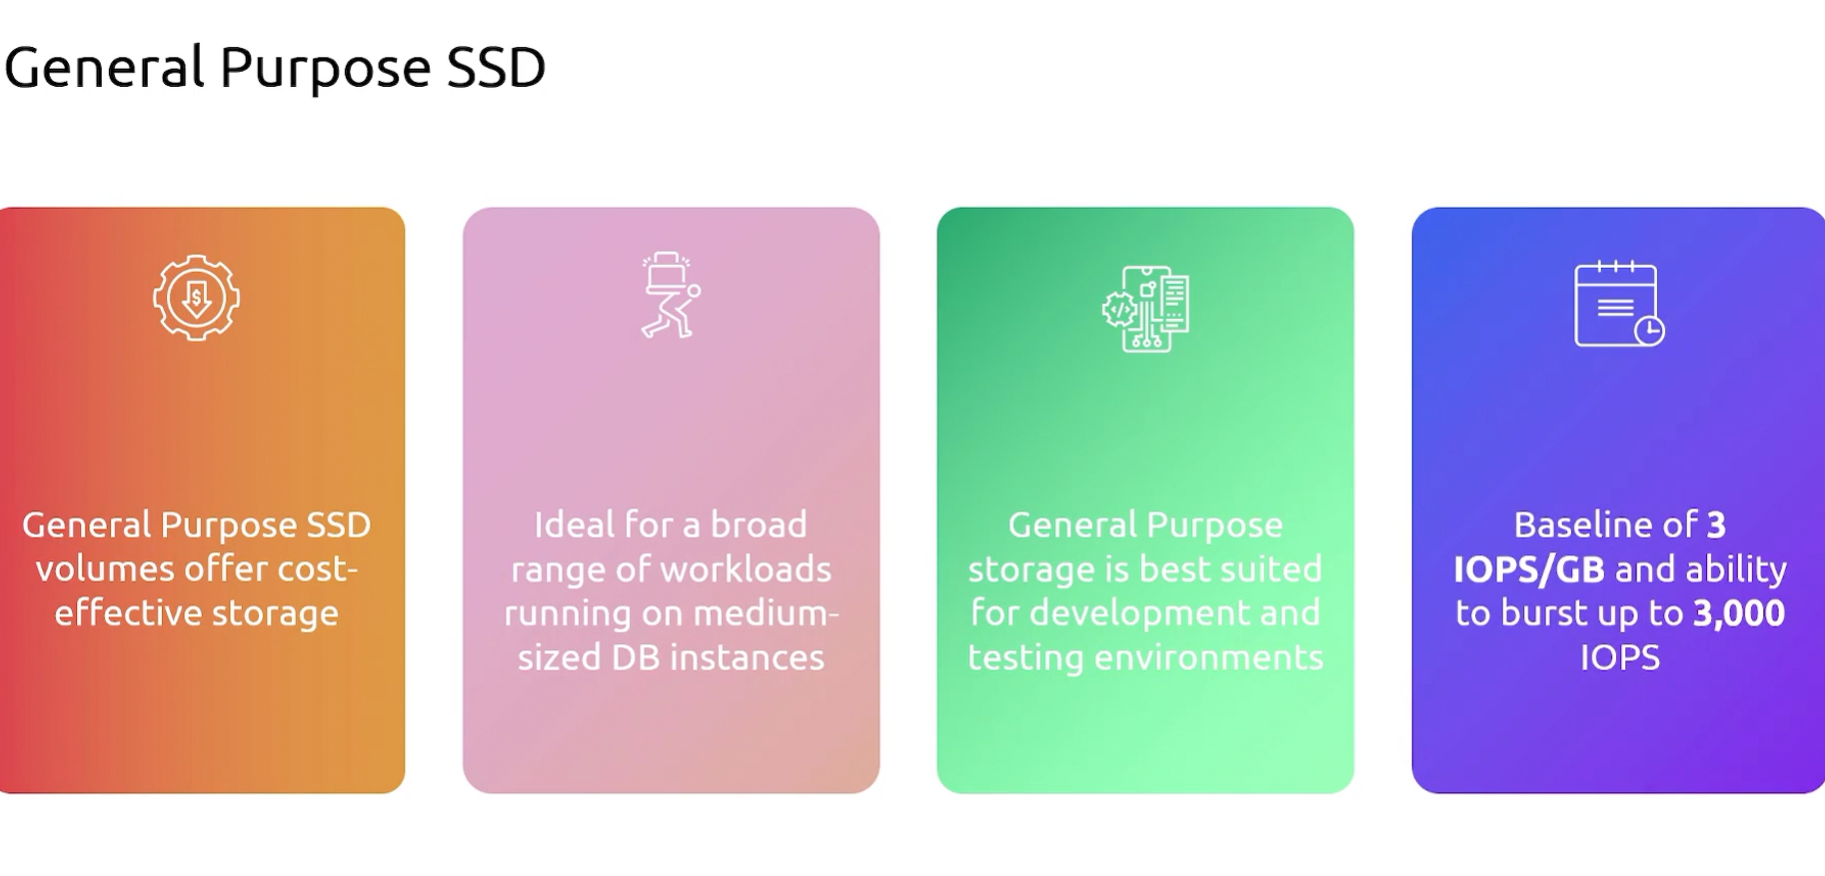 General Purpose SSD
General Purpose SSD
volumes offer cost-
effective storage
Ideal for a broad
range of workloads
running on medium-
sized DB instances
General Purpose
storage is best suited
for development and
testing environments
Baseline of 3
IOPS/GB and ability
to burst up to 3,000
IOPS